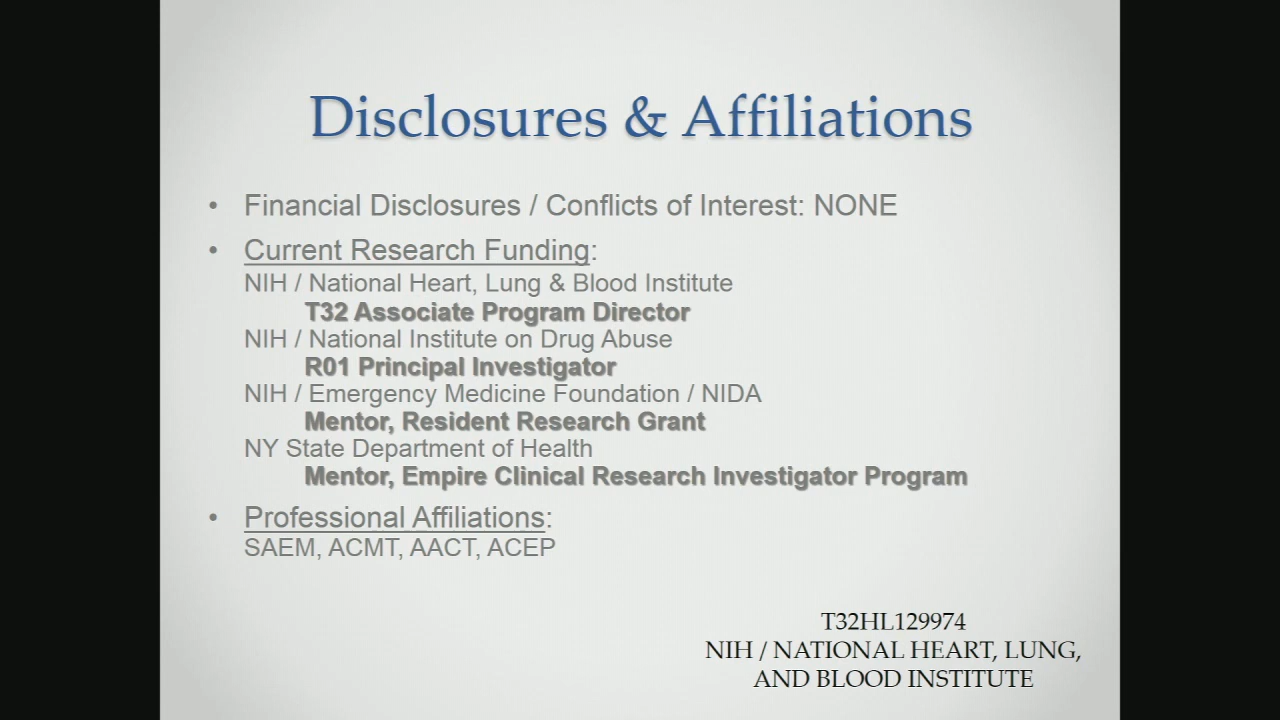 Disclosures & Affiliations
• Financial Disclosures / Conflicts of Interest: NONE
• Current Research Funding:
NIH / National Heart, Lung & Blood Institute
T32 Associate Program Director
NIH / National Institute on Drug Abuse
R01 Principal Investigator
NIH / Emergency Medicine Foundation / NIDA
Mentor, Resident Research Grant
NY State Department of Health
Mentor, Empire Clinical Research Investigator Program
• Professional Affiliations:
SAEM, ACMT, AACT, ACEP
T32HL129974
NIH / NATIONAL HEART, LUNG,
AND BLOOD INSTITUTE